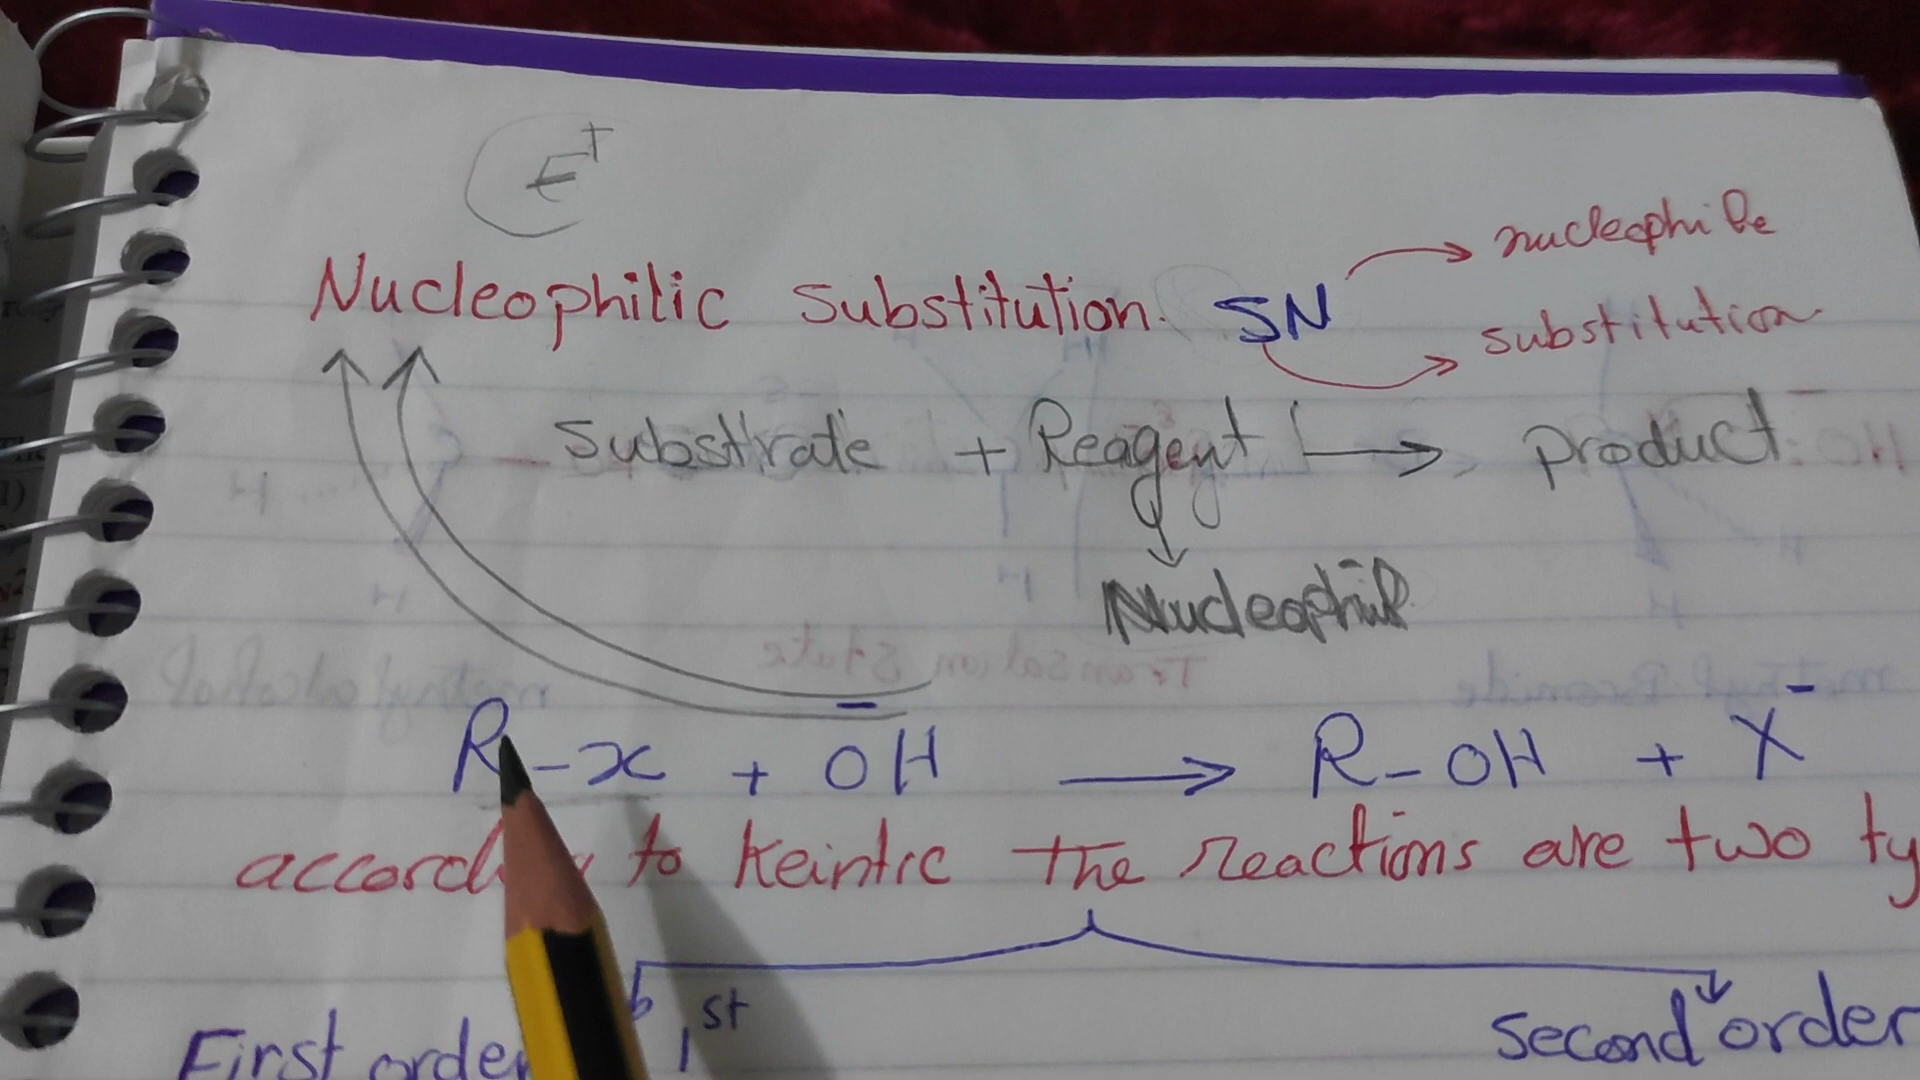 E+
Nucleophilic substitution. SN
nucleophile
substitution
Substrate + Reagent → product
Nucleophil
R-x + O̅H → R-OH + X⁻
to Keintic the reactions are two
First order 1st
second order